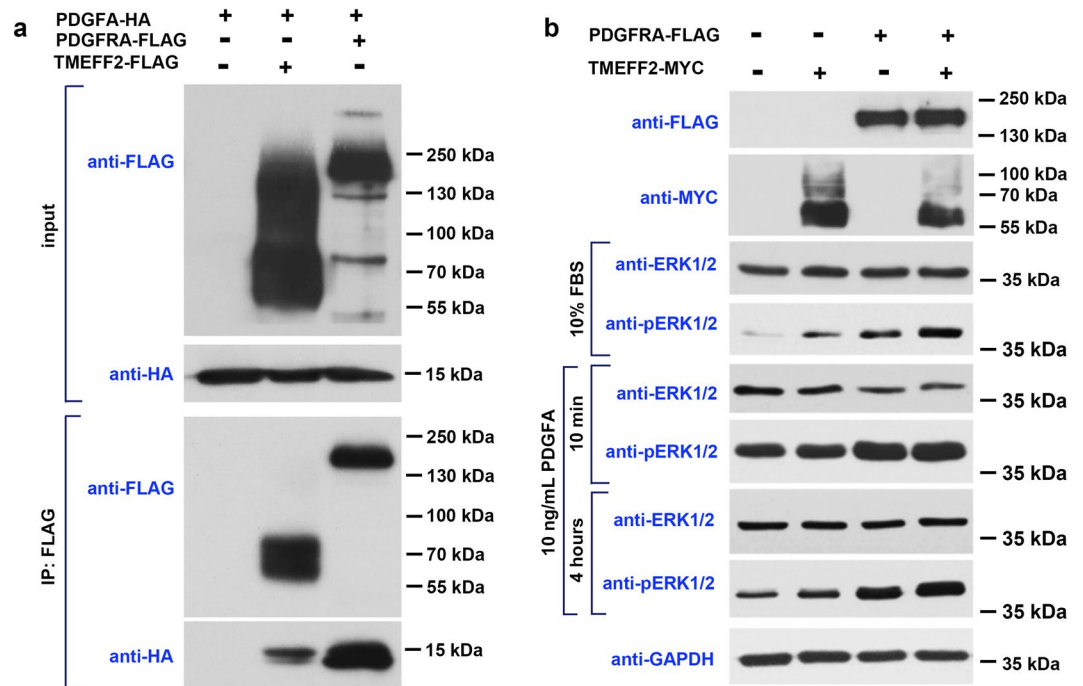 a
PDGFA-HA + + +
PDGFRA-FLAG - - +
TMEFF2-FLAG - + -
input
anti-FLAG
250 kDa
130 kDa
100 kDa
70 kDa
55 kDa
anti-HA
15 kDa
IP: FLAG
anti-FLAG
250 kDa
130 kDa
100 kDa
70 kDa
55 kDa
anti-HA
15 kDa
b
PDGFRA-FLAG - - + +
TMEFF2-MYC - + - +
anti-FLAG
250 kDa
130 kDa
anti-MYC
100 kDa
70 kDa
55 kDa
10% FBS
anti-ERK1/2
35 kDa
anti-pERK1/2
35 kDa
10 ng/mL PDGFA
10 min
anti-ERK1/2
35 kDa
anti-pERK1/2
35 kDa
4 hours
anti-ERK1/2
35 kDa
anti-pERK1/2
35 kDa
anti-GAPDH
35 kDa